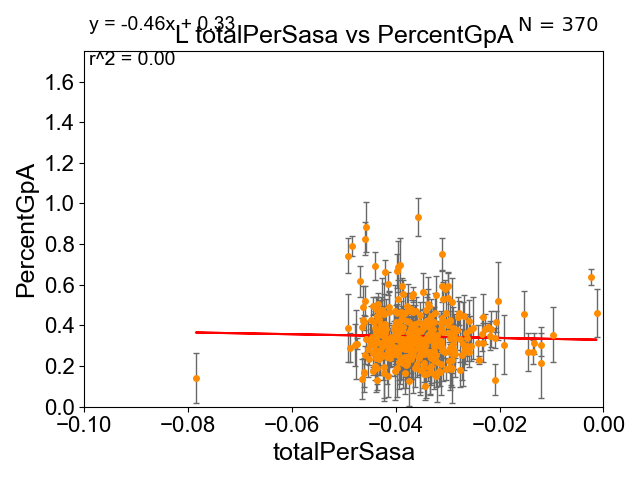 y = -0.46x + 0.33
N = 370
L totalPerSasa vs PercentGpA
r^2 = 0.00
1.6
1.4
1.2
1.0
0.8
0.6
0.4
0.2
0.0
PercentGpA
−0.10 −0.08 −0.06 −0.04 −0.02 0.00
totalPerSasa